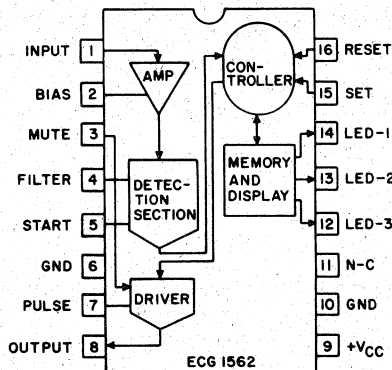 INPUT 1
BIAS 2
MUTE 3
FILTER 4
START 5
GND 6
PULSE 7
OUTPUT 8
AMP
DETEC-
TION
SECTION
DRIVER
CON-
TROLLER
MEMORY
AND
DISPLAY
16 RESET
15 SET
14 LED-1
13 LED-2
12 LED-3
11 N-C
10 GND
9 +VCC
ECG 1562